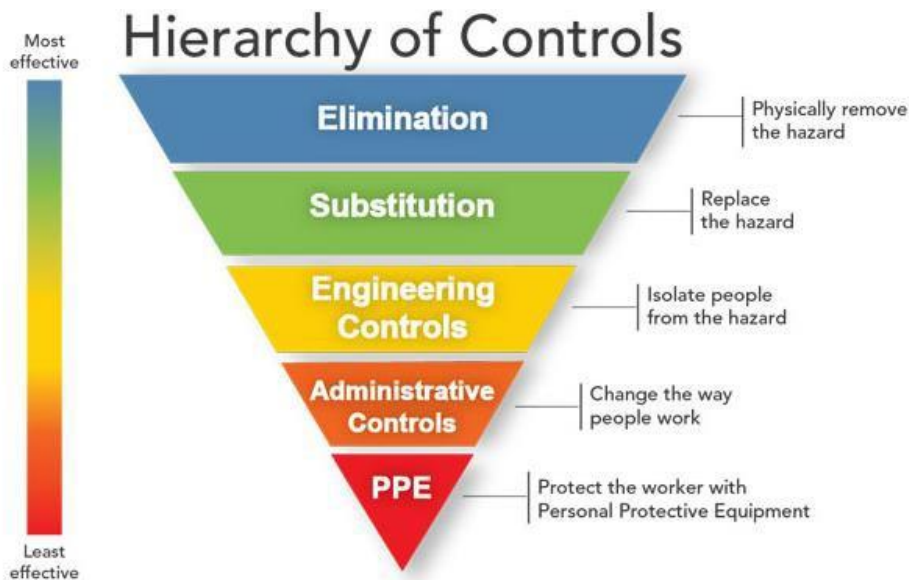 Hierarchy of Controls
Most
effective
Elimination
Physically remove
the hazard
Substitution
Replace
the hazard
Engineering
Controls
Isolate people
from the hazard
Administrative
Controls
Change the way
people work
PPE
Protect the worker with
Personal Protective Equipment
Least
effective